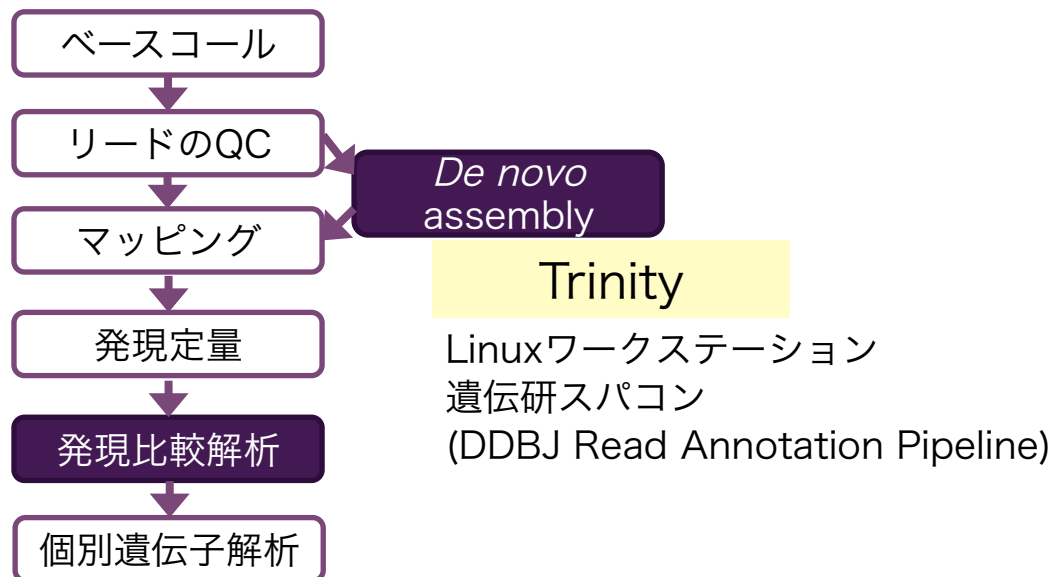 ベースコール
リードのQC
De novo
assembly
マッピング
Trinity
発現定量
Linuxワークステーション
遺伝研スパコン
(DDBJ Read Annotation Pipeline)
発現比較解析
個別遺伝子解析